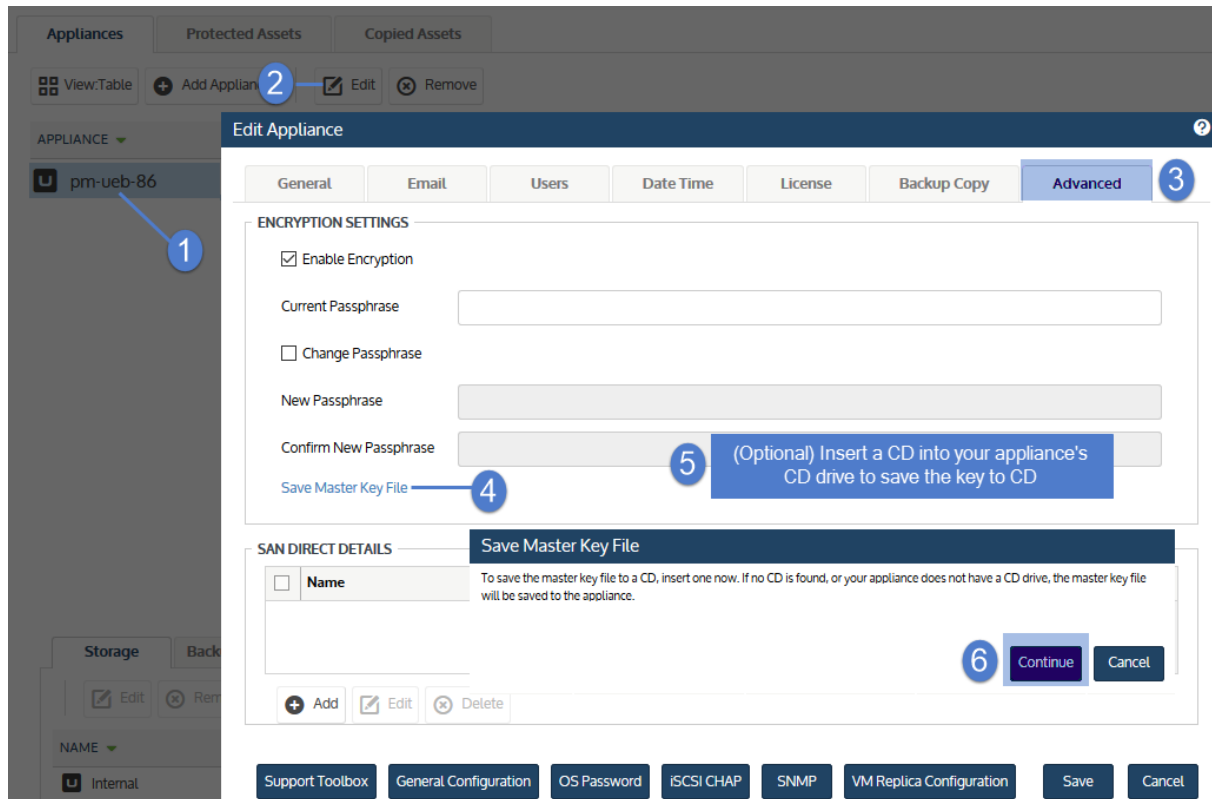 Appliances Protected Assets Copied Assets
View:Table Add Applian 2 Edit Remove
APPLIANCE
pm-ueb-86
1
Edit Appliance
General Email Users Date Time License Backup Copy Advanced 3
ENCRYPTION SETTINGS
Enable Encryption
Current Passphrase
Change Passphrase
New Passphrase
Confirm New Passphrase
5 (Optional) Insert a CD into your appliance's
CD drive to save the key to CD
Save Master Key File 4
SAN DIRECT DETAILS
Name
Save Master Key File
To save the master key file to a CD, insert one now. If no CD is found, or your appliance does not have a CD drive, the master key file
will be saved to the appliance.
6 Continue Cancel
Add Edit Delete
Storage Back
Edit Rem
NAME
Internal
Support Toolbox General Configuration OS Password iSCSI CHAP SNMP VM Replica Configuration Save Cancel